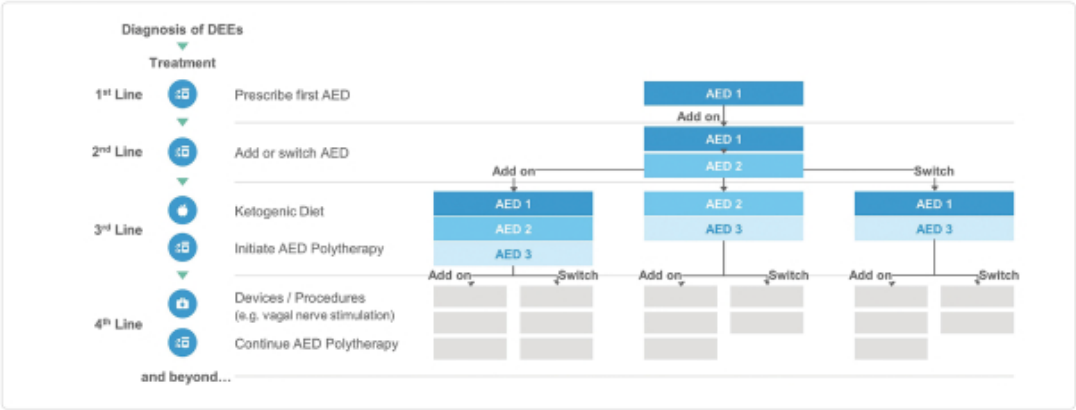 Diagnosis of DEEs
Treatment
1st Line
Prescribe first AED
AED 1
Add on
2nd Line
Add or switch AED
AED 1
AED 2
Add on
Switch
3rd Line
Ketogenic Diet
Initiate AED Polytherapy
AED 1
AED 2
AED 3
AED 2
AED 3
AED 1
AED 3
Add on
Switch
Add on
Switch
Add on
Switch
4th Line
Devices / Procedures
(e.g. vagal nerve stimulation)
Continue AED Polytherapy
and beyond...